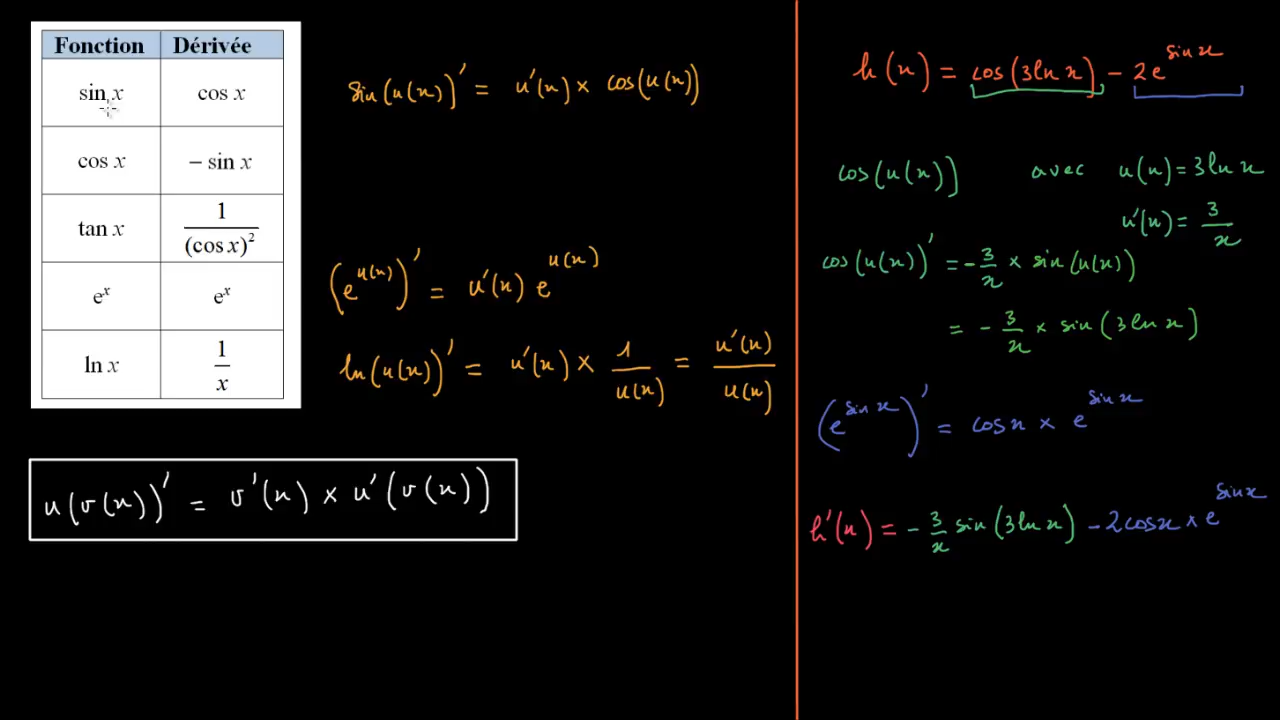 Fonction Dérivée
sin x cos x
cos x − sin x
tan x 1/(cos x)²
eˣ eˣ
ln x 1/x
sin(u(x))' = u'(x) × cos(u(x))
(e^{u(x)})' = u'(x) e^{u(x)}
ln(u(x))' = u'(x) × 1/u(x) = u'(x)/u(x)
u(v(x))' = v'(x) × u'(v(x))
h(x) = cos(3ln x) − 2e^{sin x}
cos(u(x)) avec u(x) = 3ln x
u'(x) = 3/x
cos(u(x))' = −3/x × sin(u(x))
= −3/x × sin(3ln x)
(e^{sin x})' = cos x × e^{sin x}
h'(x) = −3/x sin(3ln x) − 2cos x × e^{sin x}